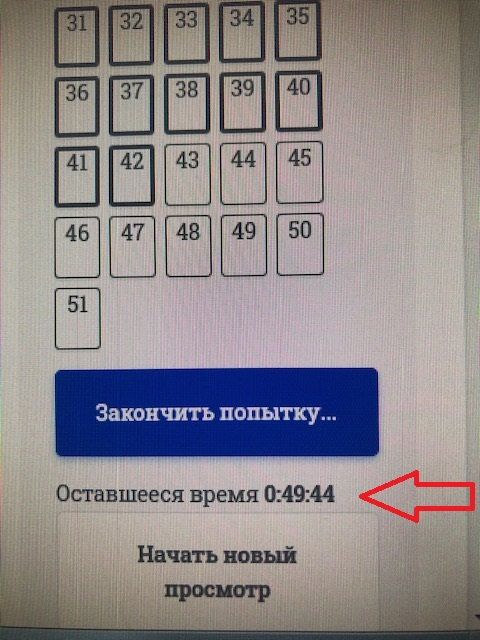 31 32 33 34 35
36 37 38 39 40
41 42 43 44 45
46 47 48 49 50
51
Закончить попытку...
Оставшееся время 0:49:44
Начать новый
просмотр